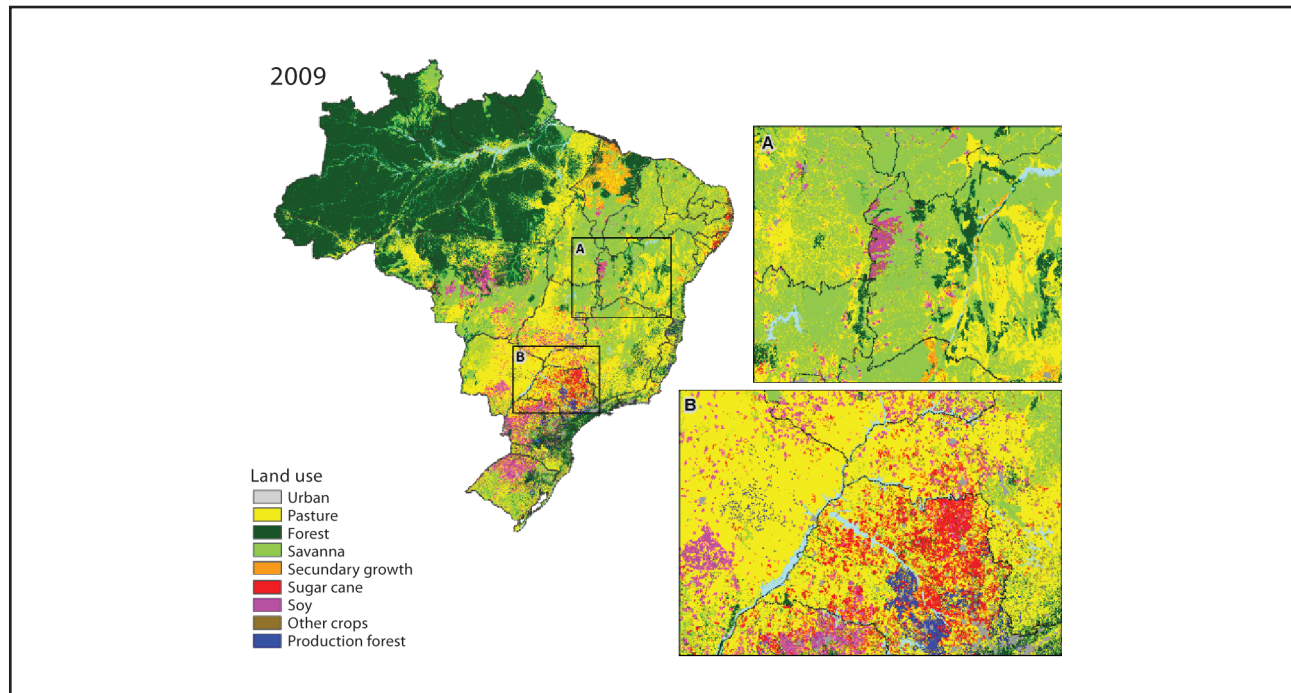 2009
A
B
A
B
Land use
Urban
Pasture
Forest
Savanna
Secundary growth
Sugar cane
Soy
Other crops
Production forest